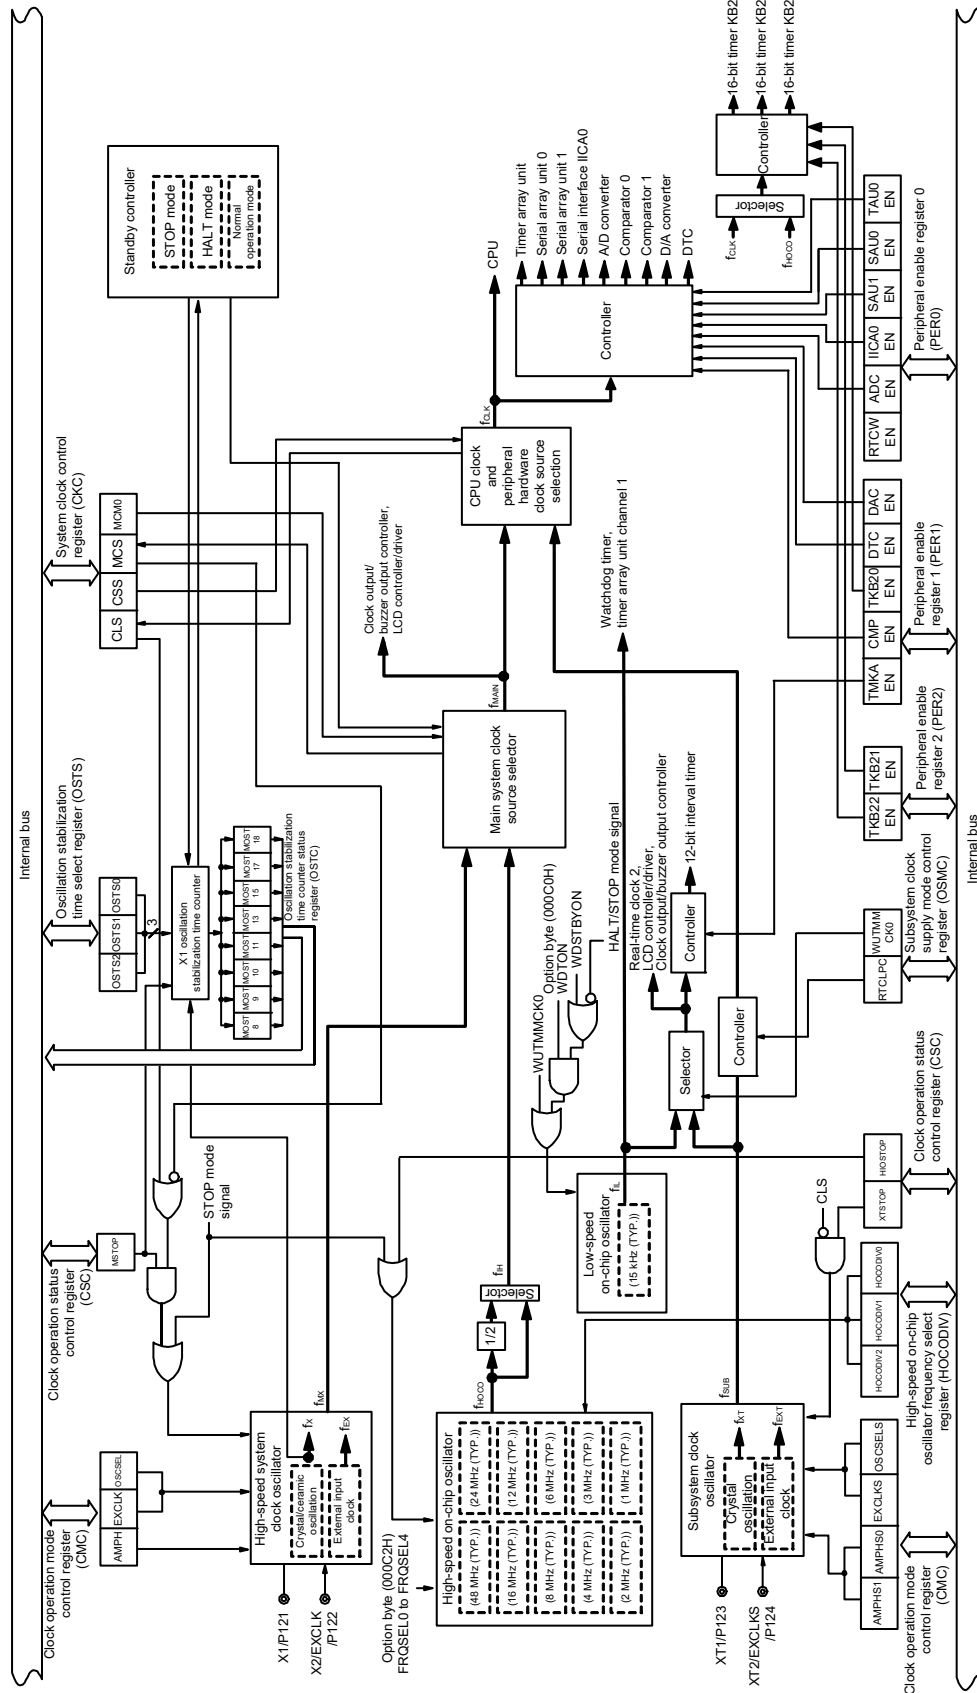 Internal bus
Clock operation mode
control register
(CMC)
AMPH
EXCLK
OSCSEL
Clock operation status
control register
(CSC)
MSTOP
Oscillation stabilization
time select register (OSTS)
OSTS2
OSTS1
OSTS0
3
System clock control
register (CKC)
CLS
CSS
MCS
MCM0
Standby controller
STOP mode
HALT mode
Normal
operation mode
X1 oscillation
stabilization time counter
MOST
8
MOST
9
MOST
10
MOST
11
MOST
13
MOST
15
MOST
17
MOST
18
Oscillation stabilization
time counter status
register (OSTC)
STOP mode
signal
High-speed system
clock oscillator
Crystal/ceramic
oscillation
fX
External input
clock
fEX
fMX
X1/P121
X2/EXCLK
/P122
Option byte (000C2H)
FRQSEL0 to FRQSEL4
High-speed on-chip oscillator
(48 MHz (TYP.))
(24 MHz (TYP.))
(16 MHz (TYP.))
(12 MHz (TYP.))
(8 MHz (TYP.))
(6 MHz (TYP.))
(4 MHz (TYP.))
(3 MHz (TYP.))
(2 MHz (TYP.))
(1 MHz (TYP.))
fHOCO
1/2
Selector
fIH
Main system clock
source selector
fMAIN
Clock output/
buzzer output controller,
LCD controller/driver
CPU clock
and
peripheral
hardware
clock source
selection
fCLK
CPU
Controller
Timer array unit
Serial array unit 0
Serial array unit 1
Serial interface IICA0
A/D converter
Comparator 0
Comparator 1
D/A converter
DTC
WUTMMCK0
Option byte (000C0H)
WDTON
WDSTBYON
HALT/STOP mode signal
Low-speed
on-chip oscillator
(15 kHz (TYP.))
fIL
Watchdog timer,
timer array unit channel 1
Real-time clock 2,
LCD controller/driver,
Clock output/buzzer output controller
Selector
Controller
12-bit interval timer
Controller
fCLK
fHOCO
Selector
Controller
16-bit timer KB2
16-bit timer KB2
16-bit timer KB2
XT1/P123
XT2/EXCLKS
/P124
Subsystem clock
oscillator
Crystal
oscillation
fXT
External input
clock
fEXT
fSUB
CLS
AMPHS1
AMPHS0
EXCLKS
OSCSELS
Clock operation mode
control register
(CMC)
HOCODIV2
HOCODIV1
HOCODIV0
High-speed on-chip
oscillator frequency select
register (HOCODIV)
XTSTOP
HIOSTOP
Clock operation status
control register (CSC)
RTCLPC
WUTMM
CK0
Subsystem clock
supply mode control
register (OSMC)
TKB22
EN
TKB21
EN
Peripheral enable
register 2 (PER2)
TMKA
EN
CMP
EN
TKB20
EN
DTC
EN
DAC
EN
Peripheral enable
register 1 (PER1)
RTCW
EN
ADC
EN
IICA0
EN
SAU1
EN
SAU0
EN
TAU0
EN
Peripheral enable register 0
(PER0)
Internal bus